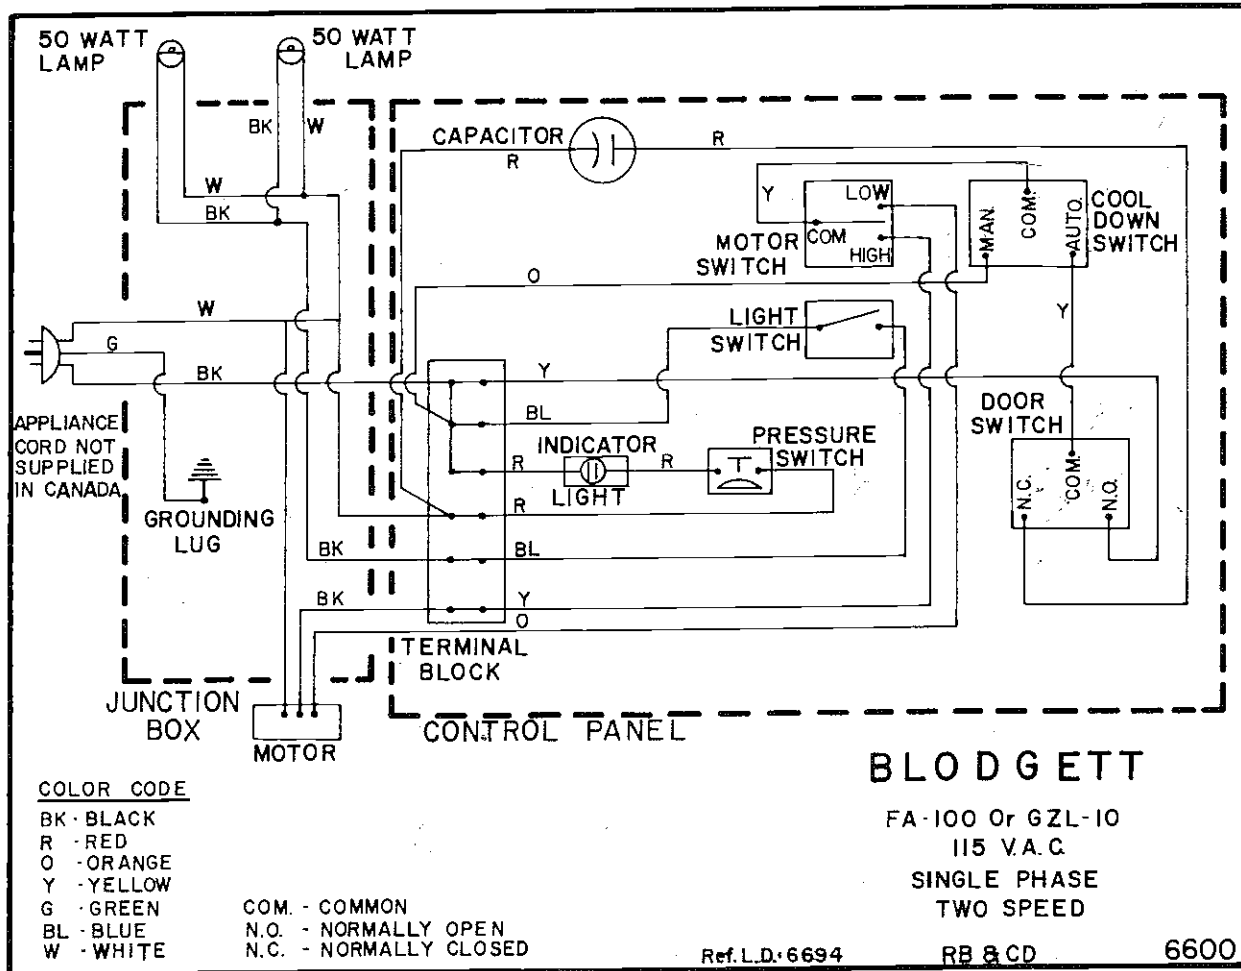 50 WATT
LAMP
50 WATT
LAMP
BK
W
CAPACITOR
R
R
W
BK
Y
LOW
COM
HIGH
MOTOR
SWITCH
MAN.
COM.
AUTO.
COOL
DOWN
SWITCH
O
W
G
BK
LIGHT
SWITCH
Y
Y
BL
DOOR
SWITCH
APPLIANCE
CORD NOT
SUPPLIED
IN CANADA
INDICATOR
LIGHT
R
R
PRESSURE
SWITCH
N.C.
COM.
N.O.
GROUNDING
LUG
R
BK
BL
BK
Y
O
TERMINAL
BLOCK
JUNCTION
BOX
MOTOR
CONTROL PANEL
BLODGETT
FA-100 Or GZL-10
115 V.A.C.
SINGLE PHASE
TWO SPEED
COLOR CODE
BK - BLACK
R - RED
O - ORANGE
Y - YELLOW
G - GREEN
BL - BLUE
W - WHITE
COM. - COMMON
N.O. - NORMALLY OPEN
N.C. - NORMALLY CLOSED
Ref. L.D.: 6694
RB & CD
6600